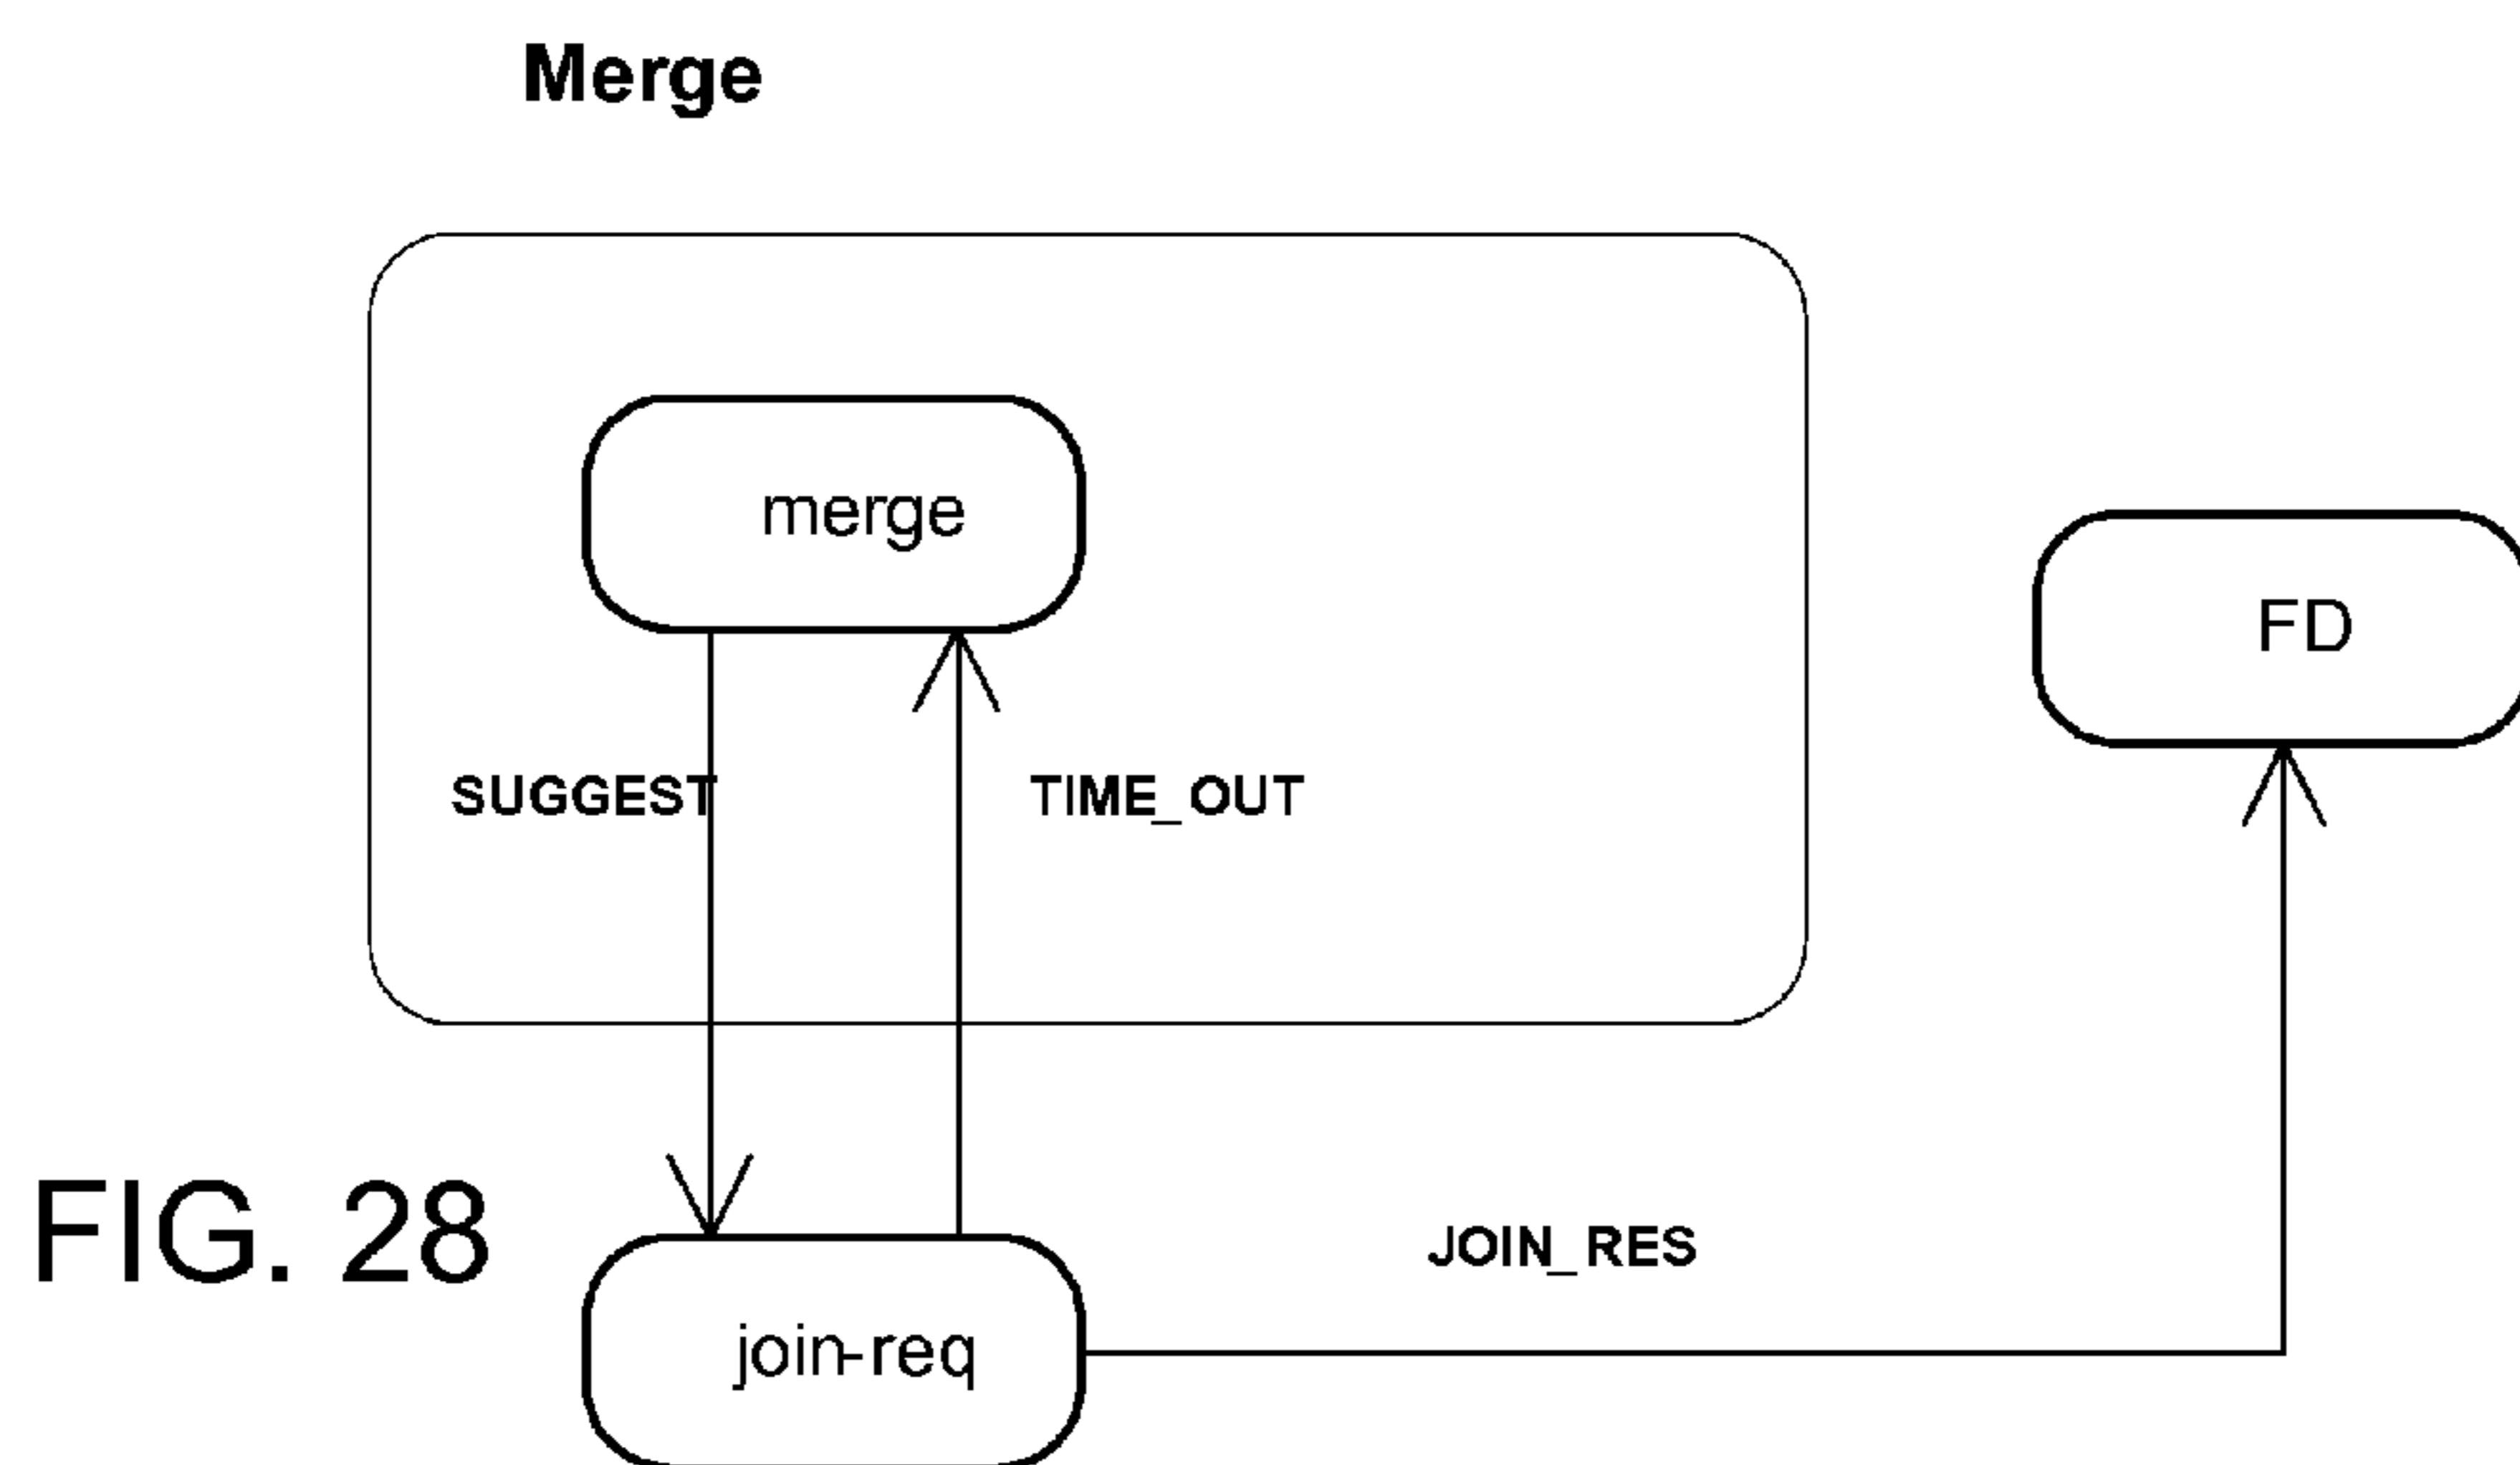 Merge
merge
FD
SUGGEST
TIME_OUT
FIG. 28
JOIN_RES
join-req